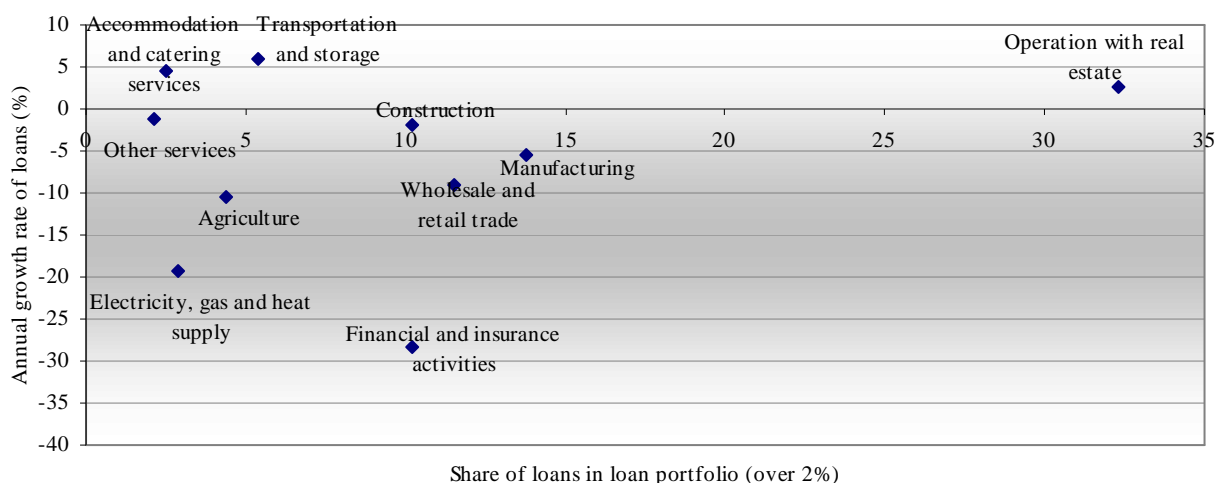 10
5
0
-5
-10
-15
-20
-25
-30
-35
-40
0
5
10
15
20
25
30
35
Annual growth rate of loans (%)
Share of loans in loan portfolio (over 2%)
Accommodation
and catering
services
Transportation
and storage
Operation with real
estate
Construction
Other services
Manufacturing
Wholesale and
retail trade
Agriculture
Electricity, gas and heat
supply
Financial and insurance
activities